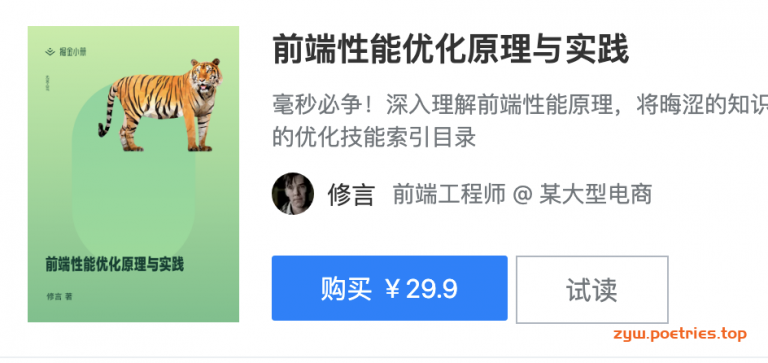 掘金小册
前端性能优化原理与实践
修言 著
前端性能优化原理与实践
毫秒必争！深入理解前端性能原理，将晦涩的知识
的优化技能索引目录
修言 前端工程师 @ 某大型电商
购买 ¥29.9 试读
zyw.poetries.top